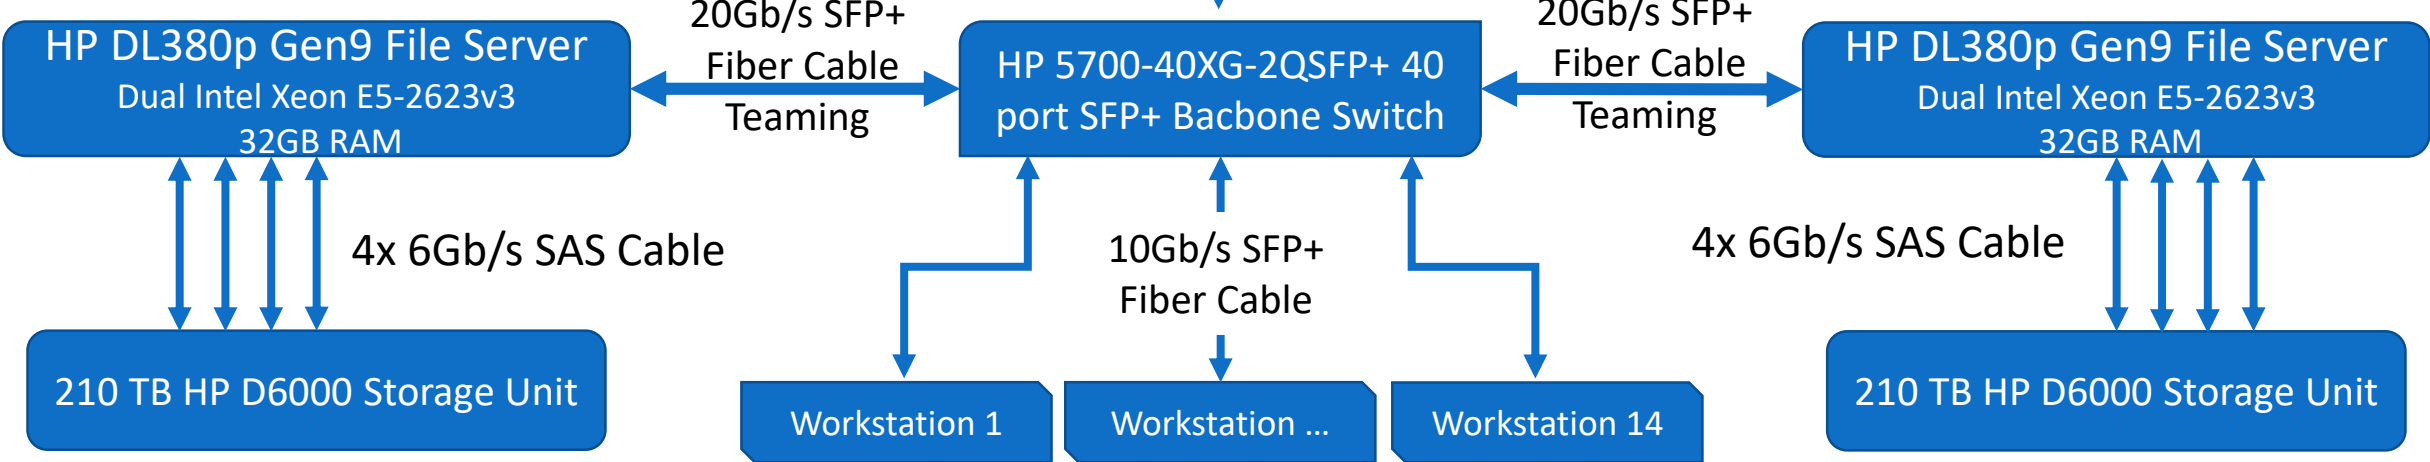 20Gb/s SFP+
Fiber Cable
Teaming
20Gb/s SFP+
Fiber Cable
Teaming
HP DL380p Gen9 File Server
Dual Intel Xeon E5-2623v3
32GB RAM
HP 5700-40XG-2QSFP+ 40
port SFP+ Bacbone Switch
HP DL380p Gen9 File Server
Dual Intel Xeon E5-2623v3
32GB RAM
4x 6Gb/s SAS Cable
10Gb/s SFP+
Fiber Cable
4x 6Gb/s SAS Cable
210 TB HP D6000 Storage Unit
Workstation 1
Workstation ...
Workstation 14
210 TB HP D6000 Storage Unit